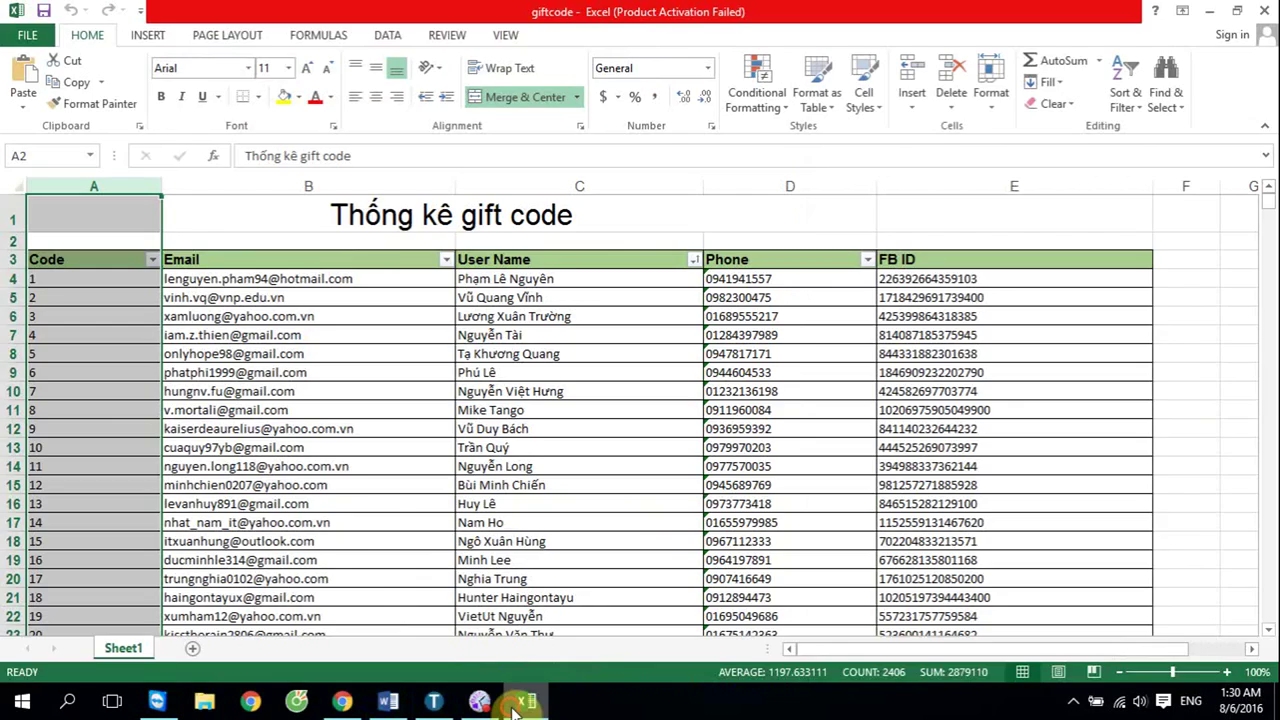 giftcode - Excel (Product Activation Failed)
FILE HOME INSERT PAGE LAYOUT FORMULAS DATA REVIEW VIEW Sign in
Paste Cut Copy Format Painter Clipboard
Arial 11 Font
Wrap Text Merge & Center Alignment
General Number
Conditional Formatting Format as Table Cell Styles Styles
Insert Delete Format Cells
AutoSum Fill Clear Sort & Filter Find & Select Editing
A2 Thống kê gift code
A B C D E F G
1 Thống kê gift code
2
3 Code Email User Name Phone FB ID
4 1 lenguyen.pham94@hotmail.com Phạm Lê Nguyên 0941941557 226392664359103
5 2 vinh.vq@vnp.edu.vn Vũ Quang Vĩnh 0982300475 1718429691739400
6 3 xamluong@yahoo.com.vn Lương Xuân Trường 01689555217 425399864318385
7 4 iam.z.thien@gmail.com Nguyễn Tài 01284397989 814087185375945
8 5 onlyhope98@gmail.com Tạ Khương Quang 0947817171 844331882301638
9 6 phatphi1999@gmail.com Phú Lê 0944604533 1846909232202790
10 7 hungnv.fu@gmail.com Nguyễn Việt Hưng 01232136198 424582697703774
11 8 v.mortali@gmail.com Mike Tango 0911960084 10206975905049900
12 9 kaiserdeaurelius@yahoo.com.vn Vũ Duy Bách 0936959392 841140232644232
13 10 cuaquy97yb@gmail.com Trần Quý 0979970203 444525269073997
14 11 nguyen.long118@yahoo.com.vn Nguyễn Long 0977570035 394988337362144
15 12 minhchien0207@yahoo.com Bùi Minh Chiến 0945689769 981257271885928
16 13 levanhuy891@gmail.com Huy Lê 0973773418 846515282129100
17 14 nhat_nam_it@yahoo.com.vn Nam Ho 01655979985 1152559131467620
18 15 itxuanhung@outlook.com Ngô Xuân Hùng 0967112333 702204833213571
19 16 ducminhle314@gmail.com Minh Lee 0964197891 676628135801168
20 17 trungnghia0102@yahoo.com Nghia Trung 0907416649 1761025120850200
21 18 haingontayux@gmail.com Hunter Haingontayu 0912894473 10205197394443400
22 19 xumham12@yahoo.com.vn VietUt Nguyễn 01695049686 557231757759584
23 20 kisstherain2806@gmail.com Nguyễn Văn Thư 01675142363 523600141164682
Sheet1
READY AVERAGE: 1197.633111 COUNT: 2406 SUM: 2879110 100%
ENG 1:30 AM
8/6/2016